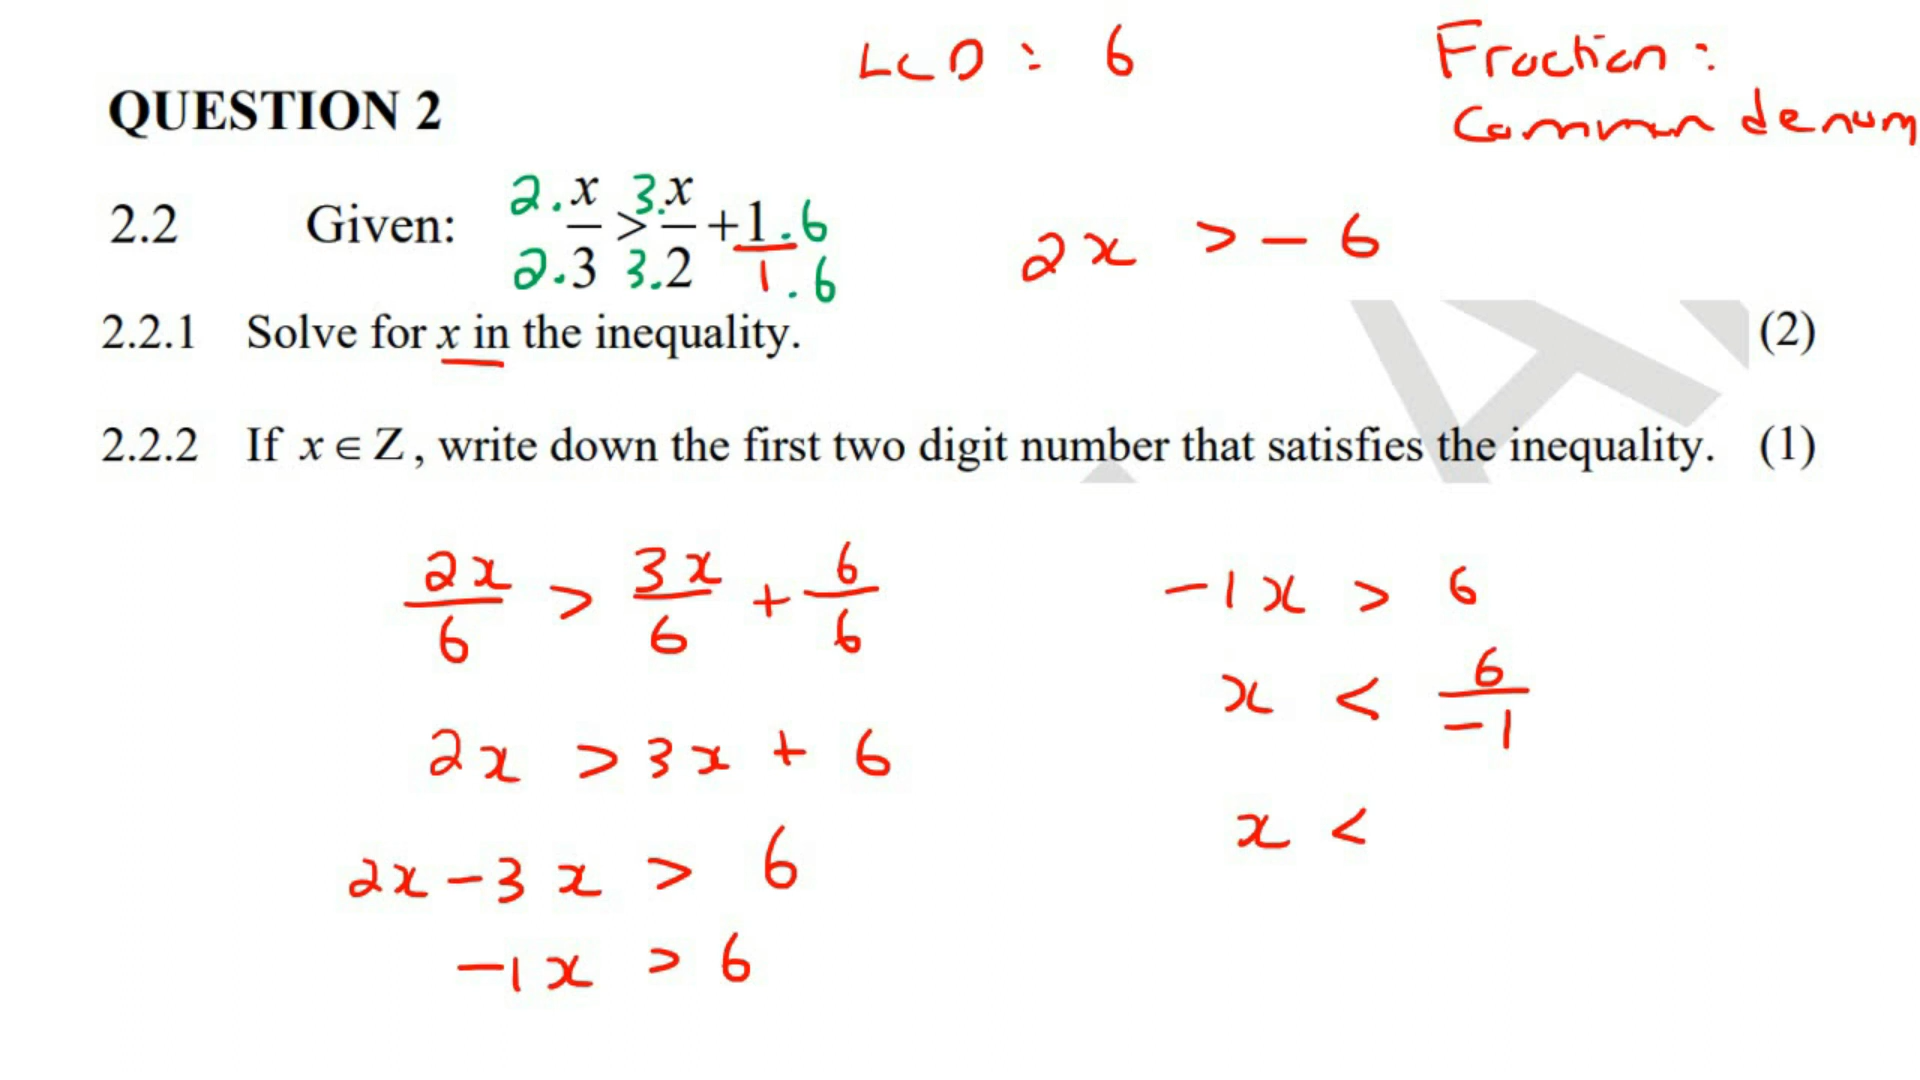 LCD : 6
Fraction :
Common denum
QUESTION 2
2.2 Given: 2.x/2.3 > 3.x/3.2 + 1.6/1.6
2x > - 6
2.2.1 Solve for x in the inequality. (2)
2.2.2 If x ∈ Z, write down the first two digit number that satisfies the inequality. (1)
2x/6 > 3x/6 + 6/6
2x > 3x + 6
2x - 3x > 6
-1x > 6
-1x > 6
x < 6/-1
x <